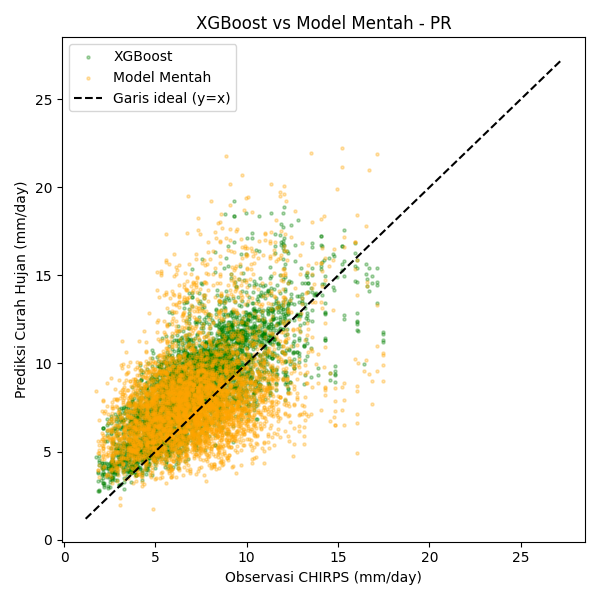 XGBoost vs Model Mentah - PR
XGBoost
Model Mentah
Garis ideal (y=x)
Prediksi Curah Hujan (mm/day)
25
20
15
10
5
0
0 5 10 15 20 25
Observasi CHIRPS (mm/day)